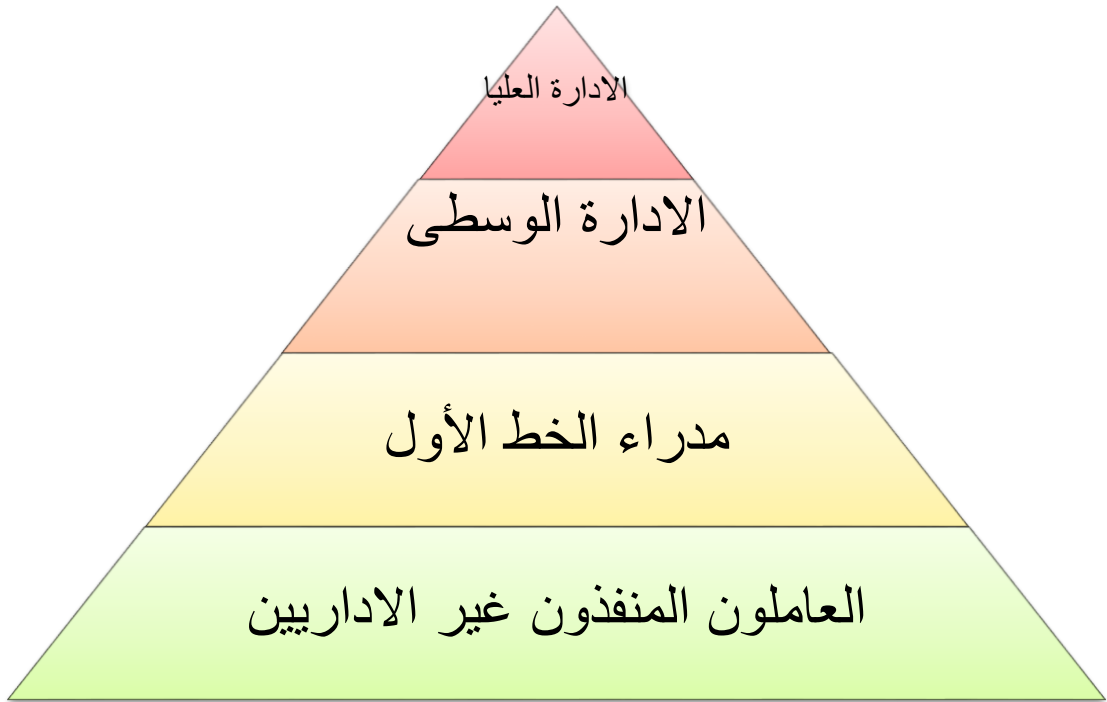 الادارة العليا
الادارة الوسطى
مدراء الخط الأول
العاملون المنفذون غير الاداريين